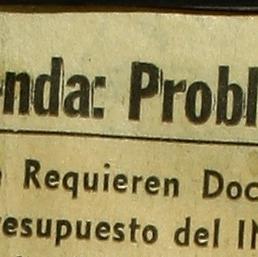 nda: Probl
Requieren Doc
resupuesto del IN